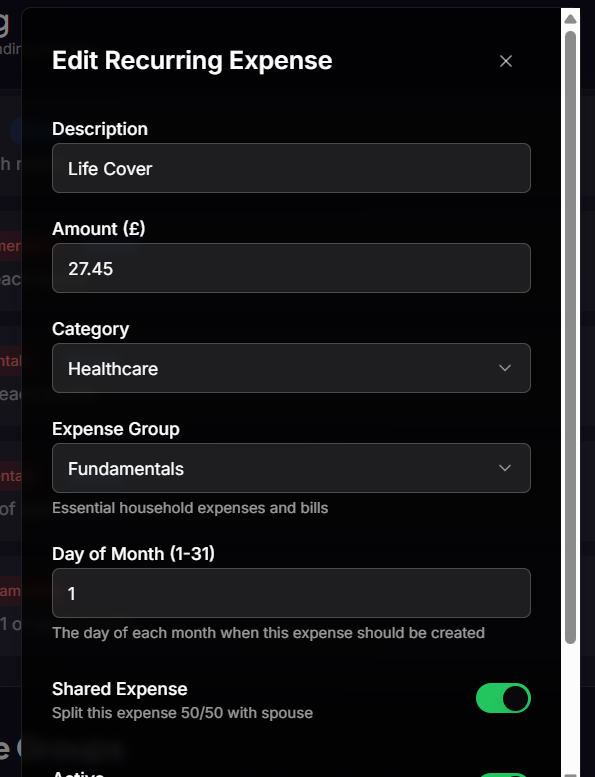 Edit Recurring Expense
Description
Life Cover
Amount (£)
27.45
Category
Healthcare
Expense Group
Fundamentals
Essential household expenses and bills
Day of Month (1-31)
1
The day of each month when this expense should be created
Shared Expense
Split this expense 50/50 with spouse
Active